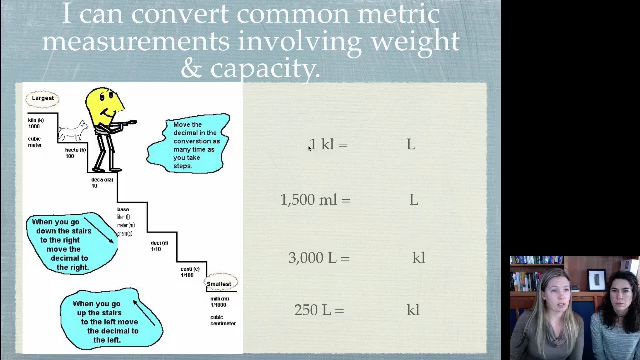 I can convert common metric
measurements involving weight
& capacity.
Largest
kilo (k)
1000
cubic
meter
hecto (h)
100
deca (da)
10
Move the
decimal in the
converstion as
many time as
you take
steps.
base
liter (l)
meter (m)
gram(g)
deci (d)
1/10
centi (c)
1/100
Smallest
milli (m)
1/1000
cubic
centimeter
When you go
down the stairs
to the right
move the
decimal to the
right.
When you go
up the stairs
to the left move
the decimal to
the left.
1 kl = L
1,500 ml = L
3,000 L = kl
250 L = kl